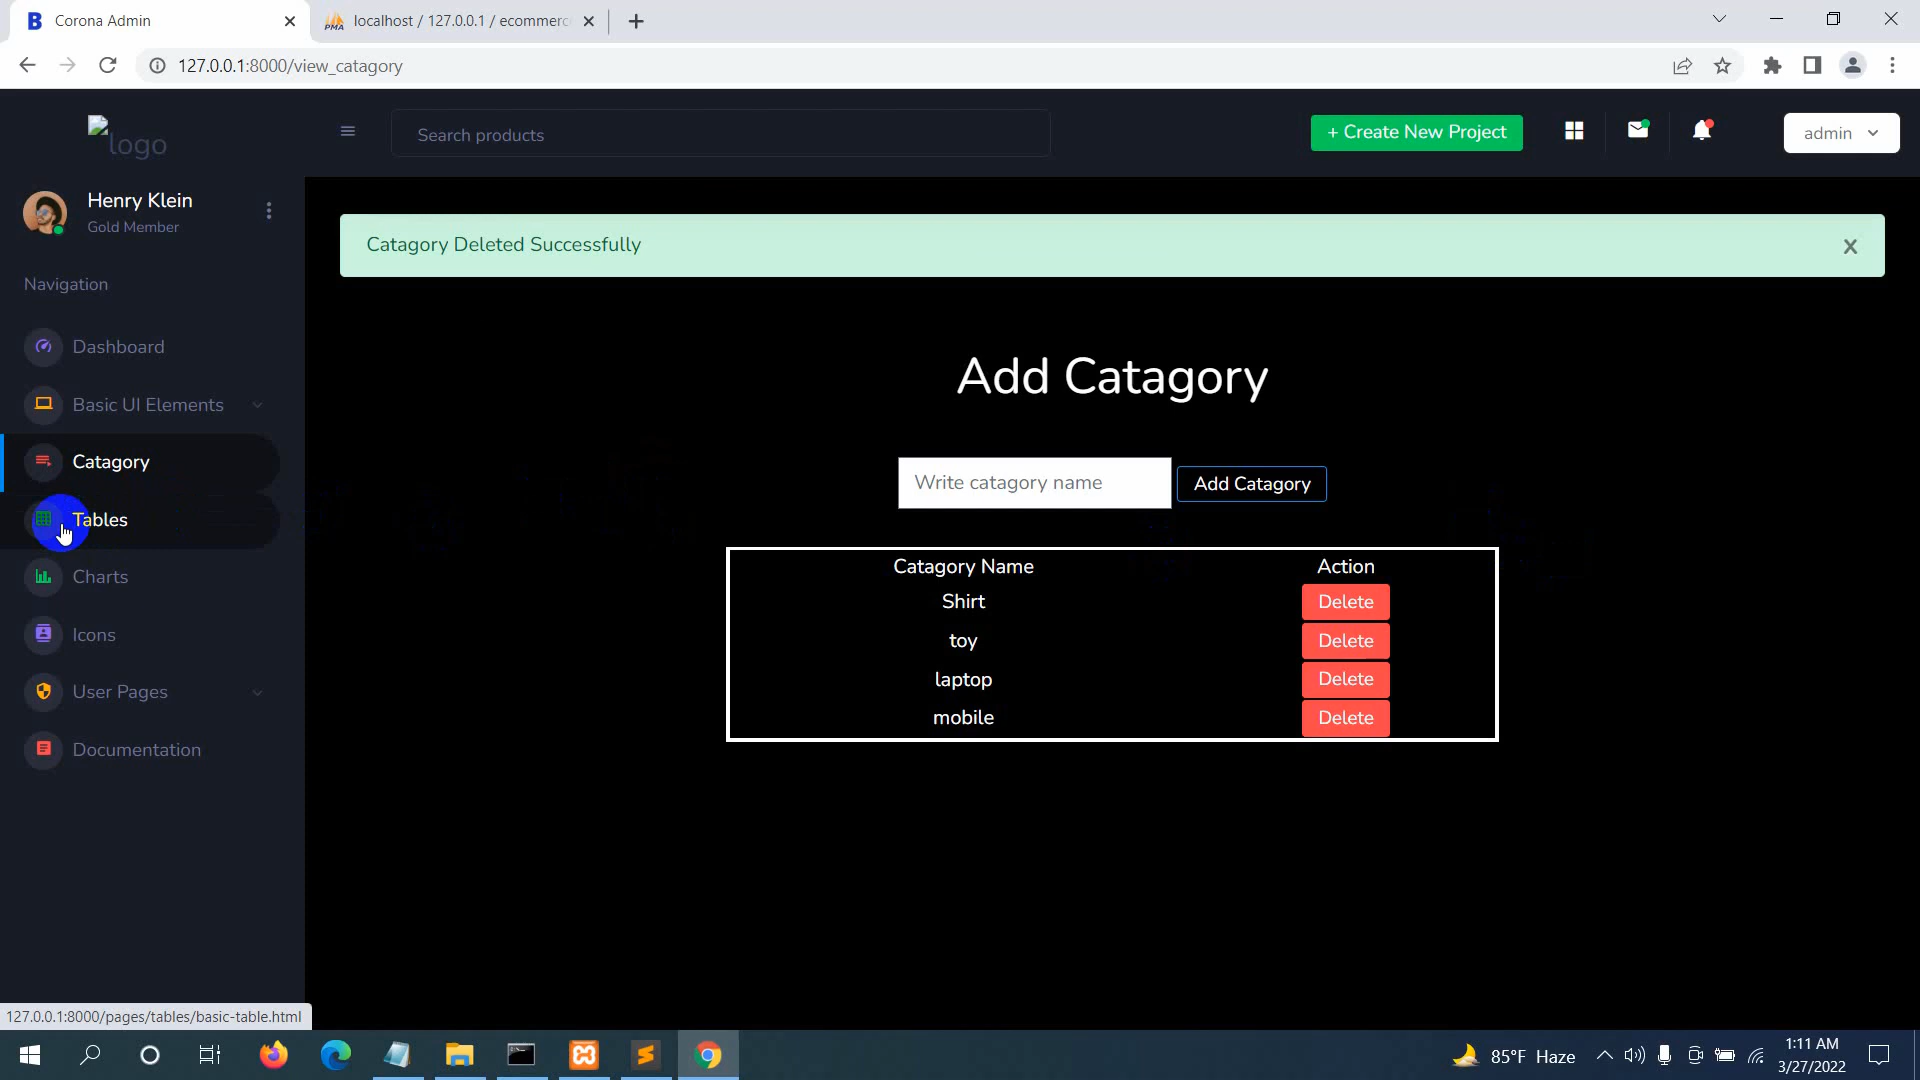 Corona Admin
localhost / 127.0.0.1 / ecommerc
127.0.0.1:8000/view_catagory
logo
Search products
+ Create New Project
admin
Henry Klein
Gold Member
Navigation
Dashboard
Basic UI Elements
Catagory
Tables
Charts
Icons
User Pages
Documentation
Catagory Deleted Successfully
x
Add Catagory
Write catagory name
Add Catagory
Catagory Name Action
Shirt Delete
toy Delete
laptop Delete
mobile Delete
127.0.0.1:8000/pages/tables/basic-table.html
85°F Haze
1:11 AM
3/27/2022